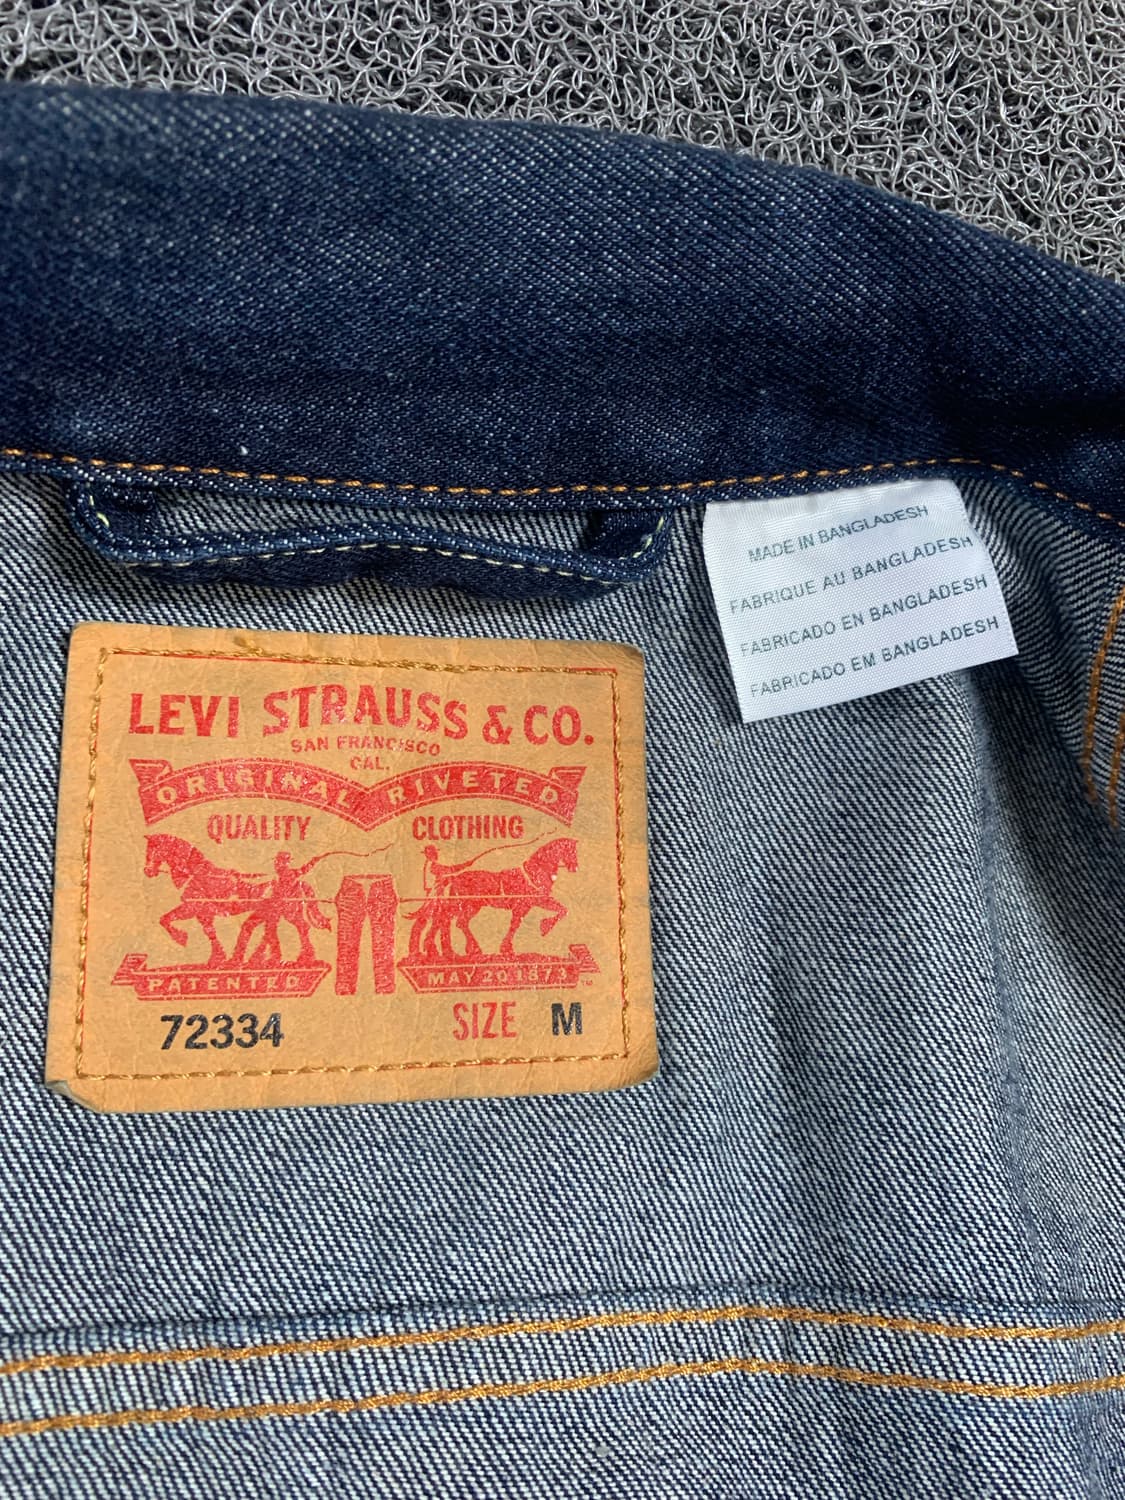 MADE IN BANGLADESH
FABRIQUE AU BANGLADESH
FABRICADO EN BANGLADESH
FABRICADO EM BANGLADESH
LEVI STRAUSS & CO.
SAN FRANCISCO
CAL.
ORIGINAL RIVETED
QUALITY CLOTHING
PATENTED MAY 20 1873 ™
72334 SIZE M